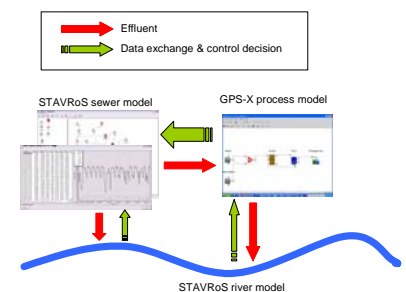 Effluent
Data exchange & control decision
STAVRoS sewer model
GPS-X process model
STAVRoS river model